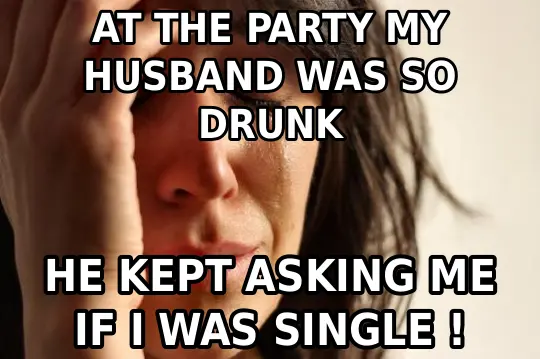 AT THE PARTY MY
HUSBAND WAS SO
DRUNK
HE KEPT ASKING ME
IF I WAS SINGLE !